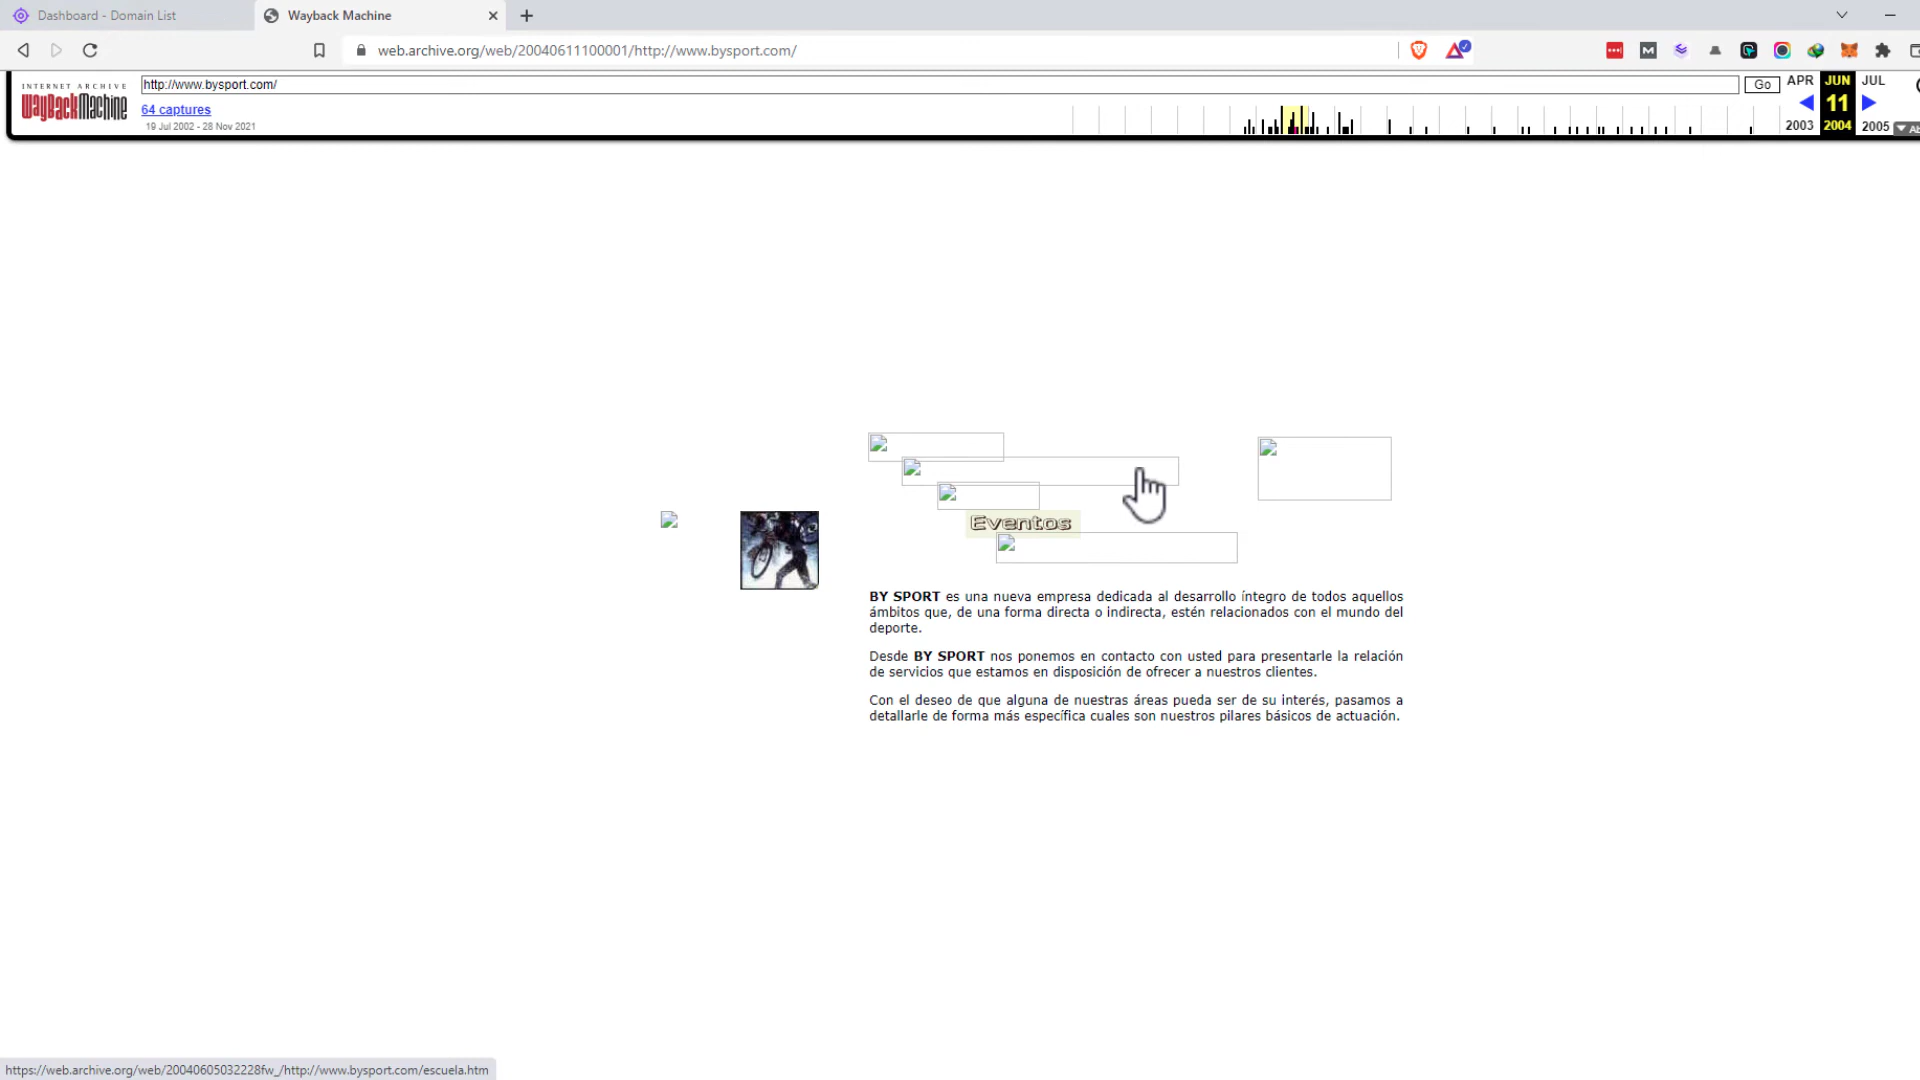 Dashboard - Domain List
Wayback Machine
web.archive.org/web/20040611100001/http://www.bysport.com/
INTERNET ARCHIVE
WayBackMachine
http://www.bysport.com/
Go
APR
JUN
JUL
64 captures
11
19 Jul 2002 - 28 Nov 2021
2003
2004
2005
Eventos
BY SPORT es una nueva empresa dedicada al desarrollo íntegro de todos aquellos
ámbitos que, de una forma directa o indirecta, estén relacionados con el mundo del
deporte.
Desde BY SPORT nos ponemos en contacto con usted para presentarle la relación
de servicios que estamos en disposición de ofrecer a nuestros clientes.
Con el deseo de que alguna de nuestras áreas pueda ser de su interés, pasamos a
detallarle de forma más específica cuales son nuestros pilares básicos de actuación.
https://web.archive.org/web/20040605032228fw_/http://www.bysport.com/escuela.htm